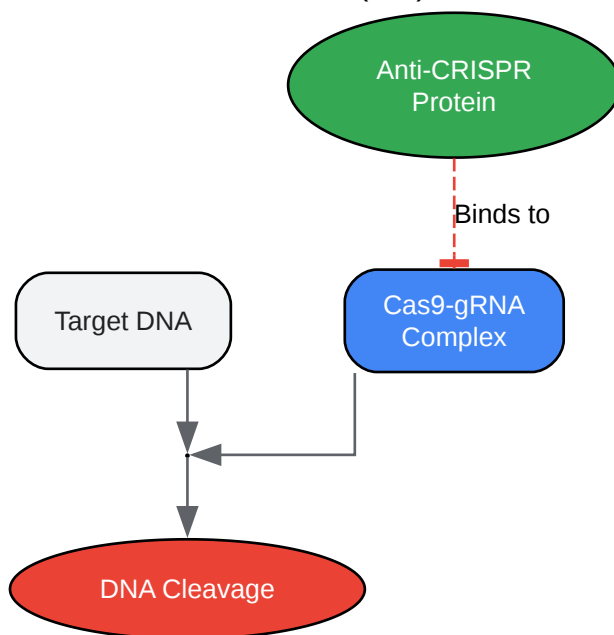 Anti-CRISPR
Protein
Binds to
Target DNA
Cas9-gRNA
Complex
DNA Cleavage